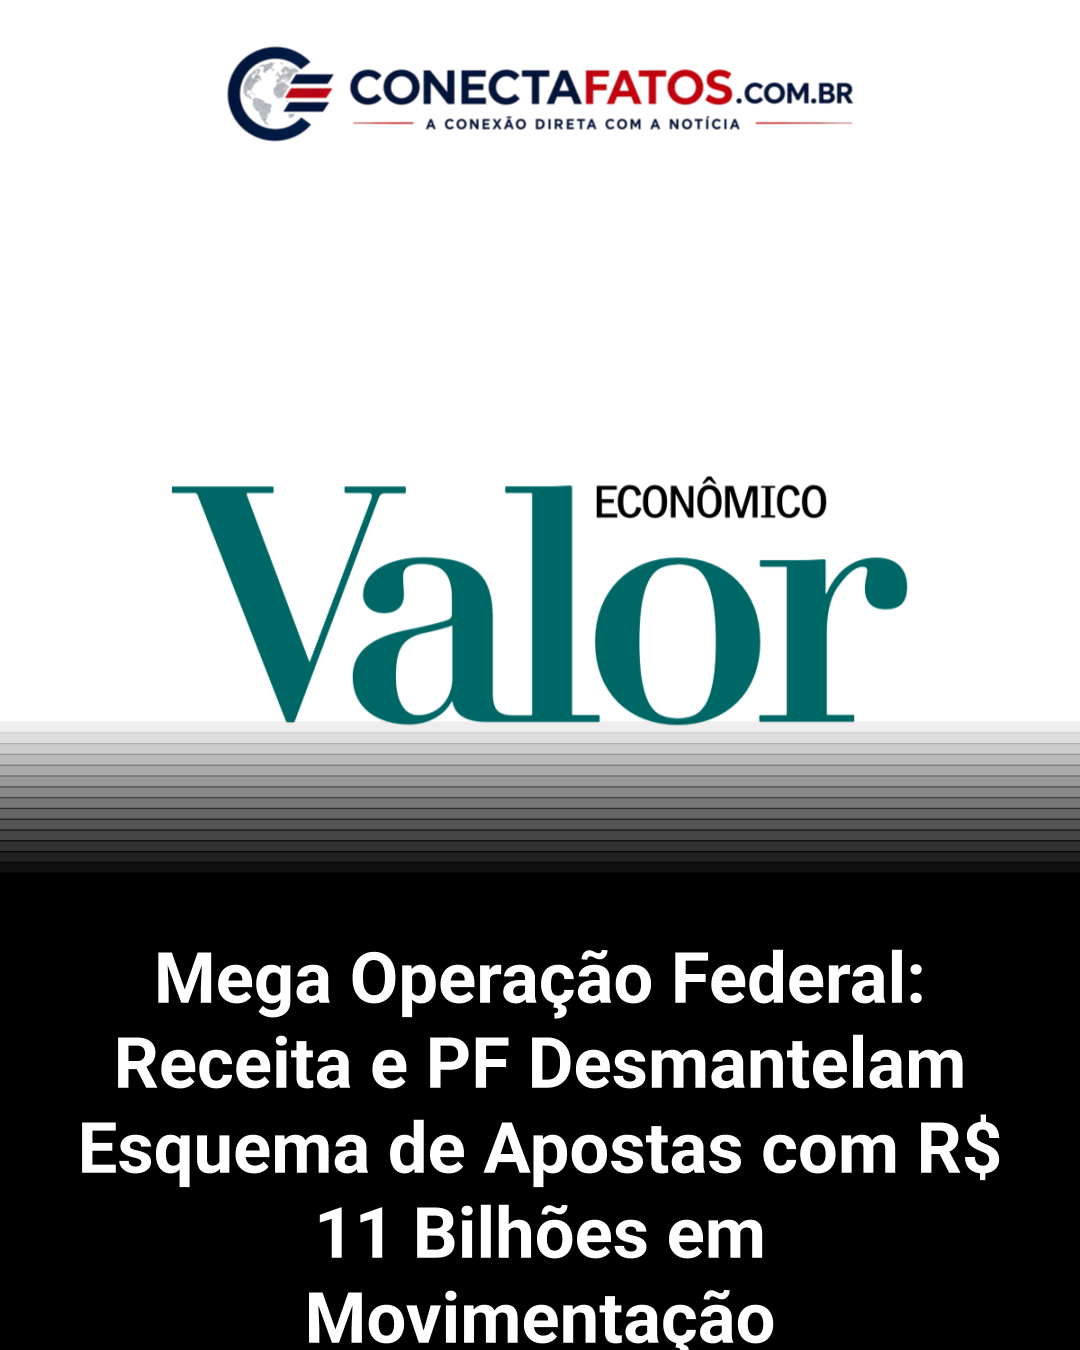 CONECTAFATOS.COM.BR
A CONEXÃO DIRETA COM A NOTÍCIA
ECONÔMICO
Valor
Mega Operação Federal:
Receita e PF Desmantelam
Esquema de Apostas com R$
11 Bilhões em
Movimentação